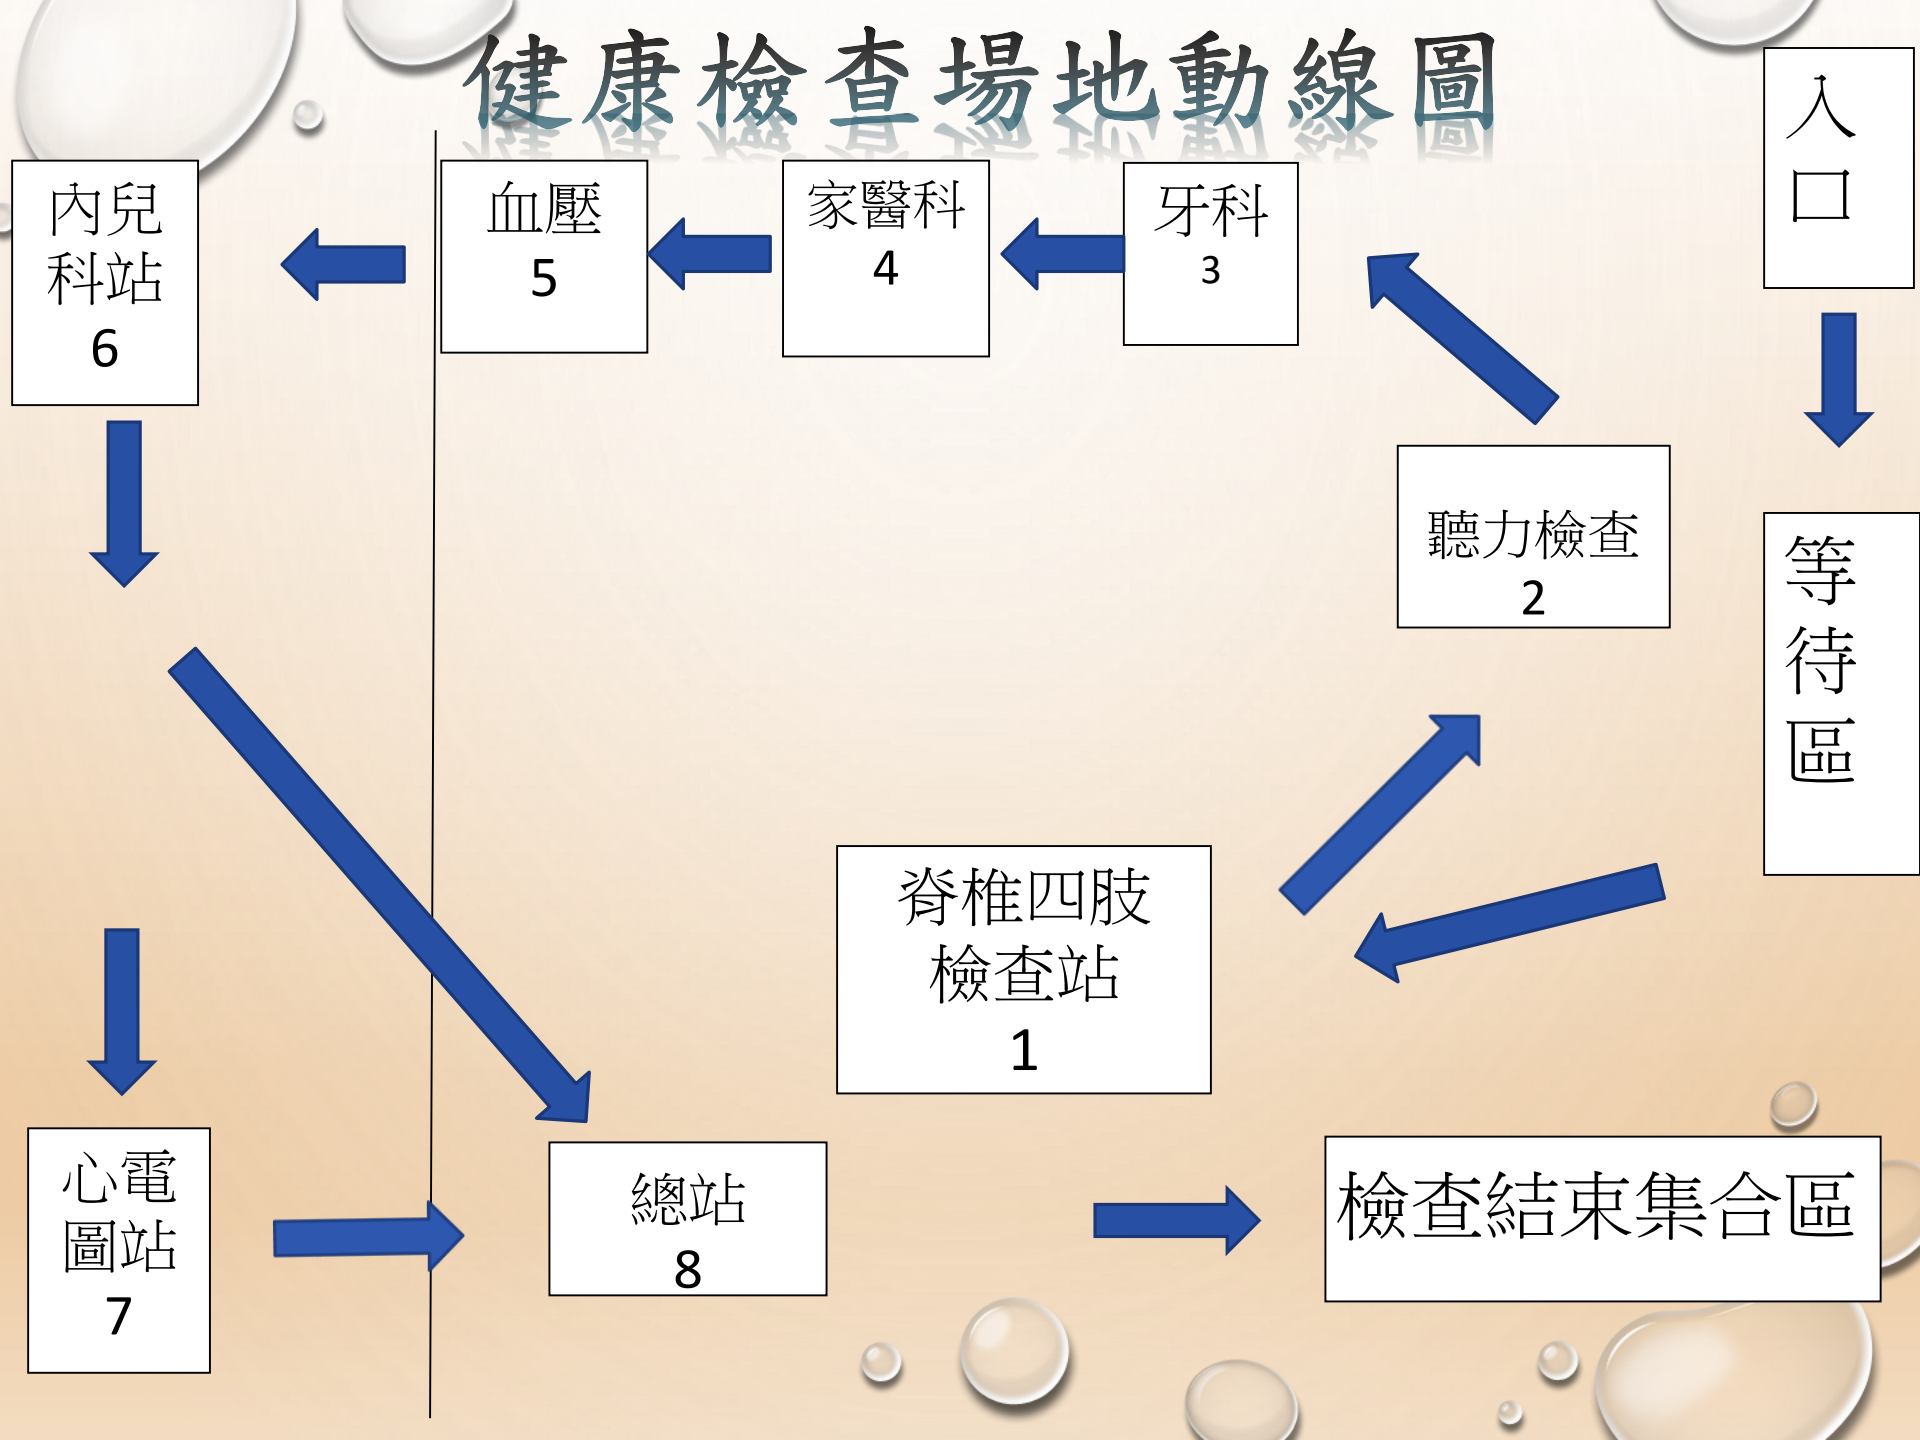 健康檢查場地動線圖
入
口
內兒
科站
6
血壓
5
家醫科
4
牙科
3
聽力檢查
2
等
待
區
脊椎四肢
檢查站
1
心電
圖站
7
總站
8
檢查結束集合區